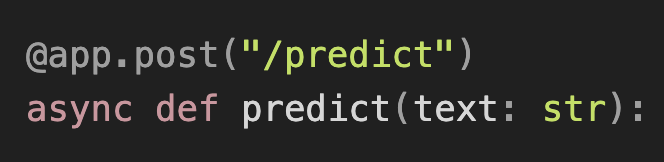 @app.post("/predict")
async def predict(text: str):